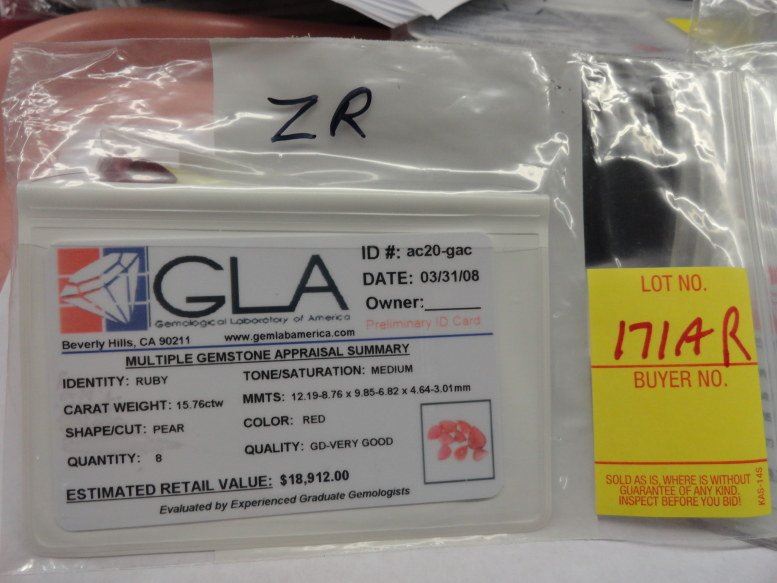 ZR
GLA
Gemological Laboratory of America
Beverly Hills, CA 90211 www.gemlabamerica.com
ID #: ac20-gac
DATE: 03/31/08
Owner:______
Preliminary ID Card
MULTIPLE GEMSTONE APPRAISAL SUMMARY
IDENTITY: RUBY
CARAT WEIGHT: 15.76ctw
SHAPE/CUT: PEAR
QUANTITY: 8
TONE/SATURATION: MEDIUM
MMTS: 12.19-8.76 x 9.85-6.82 x 4.64-3.01mm
COLOR: RED
QUALITY: GD-VERY GOOD
ESTIMATED RETAIL VALUE: $18,912.00
Evaluated by Experienced Graduate Gemologists
LOT NO.
171AR
BUYER NO.
SOLD AS IS, WHERE IS WITHOUT
GUARANTEE OF ANY KIND.
INSPECT BEFORE YOU BID!
KAS-14S